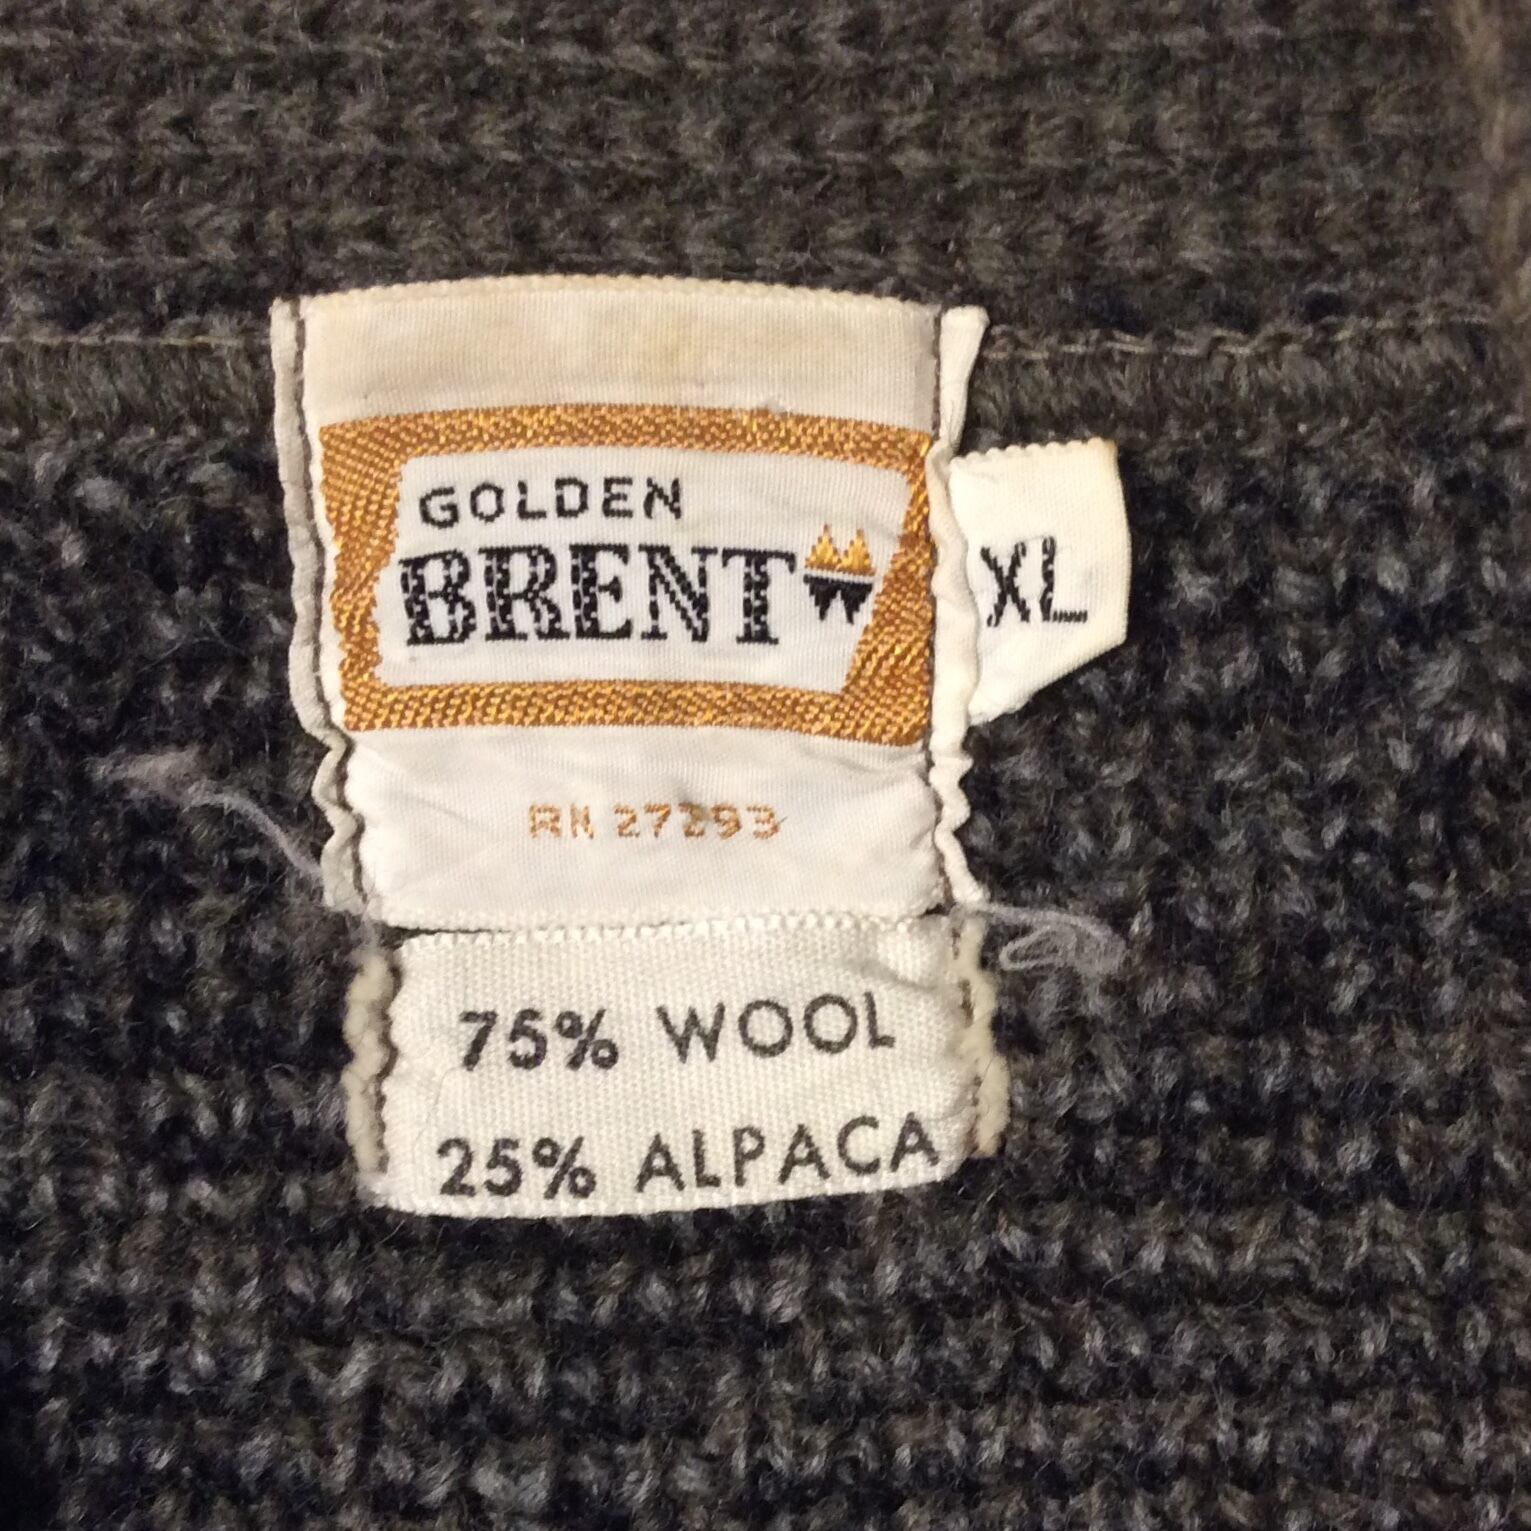 GOLDEN
BRENT
XL
RN 27293
75% WOOL
25% ALPACA